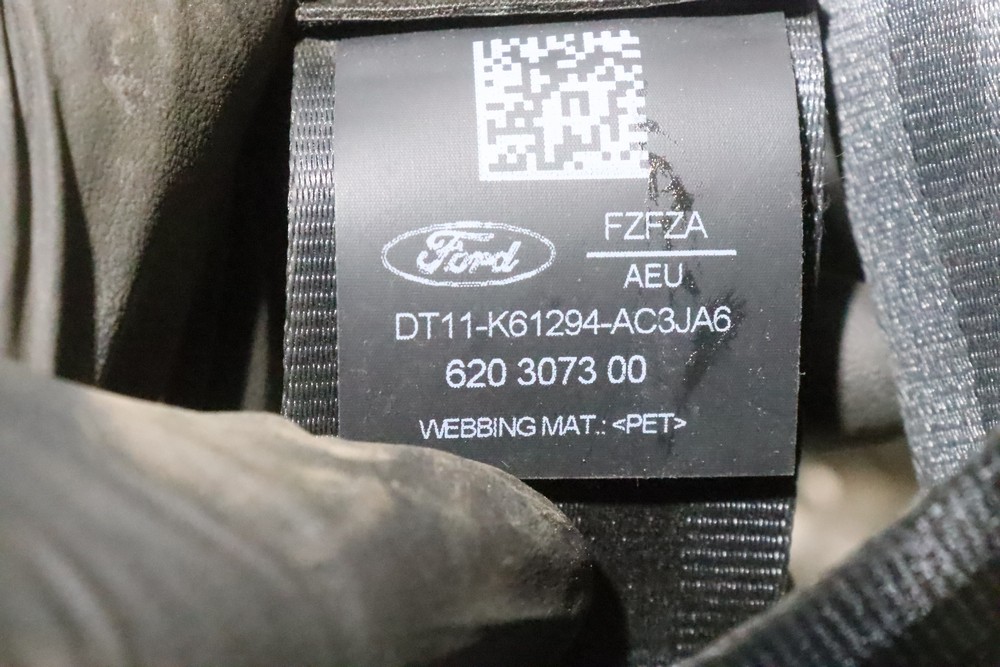 Ford
FZFZA
AEU
DT11-K61294-AC3JA6
620 3073 00
WEBBING MAT.: <PET>